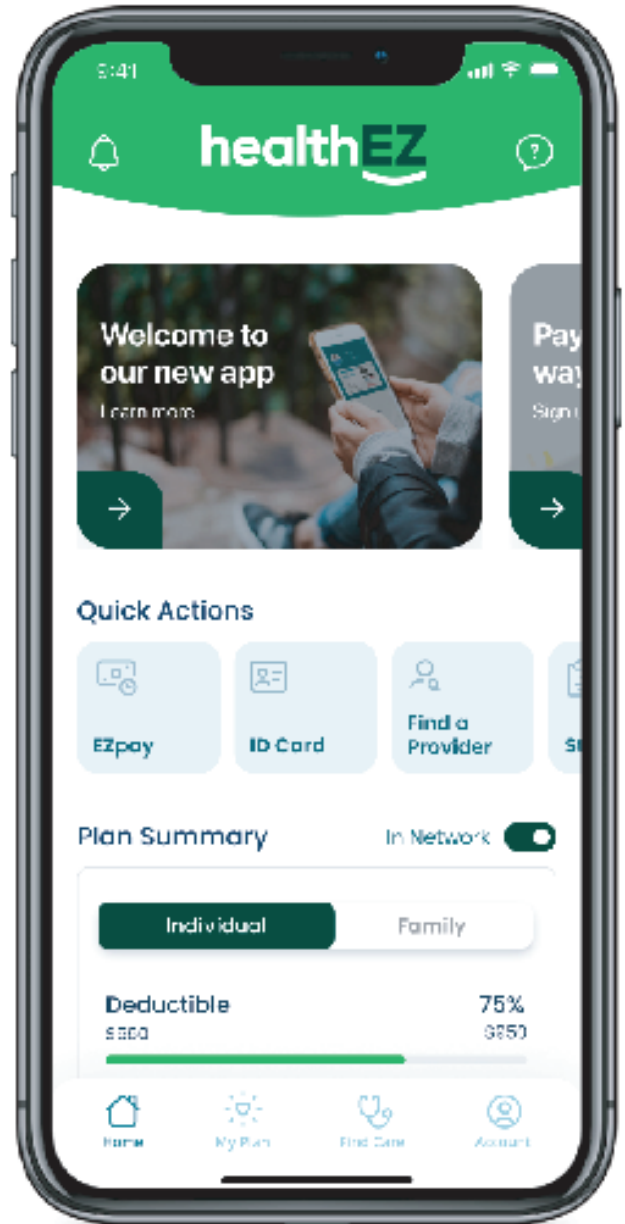 9:41
healthEZ
?
Welcome to
our new app
Learn more
Pay
way
Sign
Quick Actions
EZpay
ID Card
Find a
Provider
Plan Summary
In Network
Individual
Family
Deductible
75%
Home
My Plan
Find Care
Account